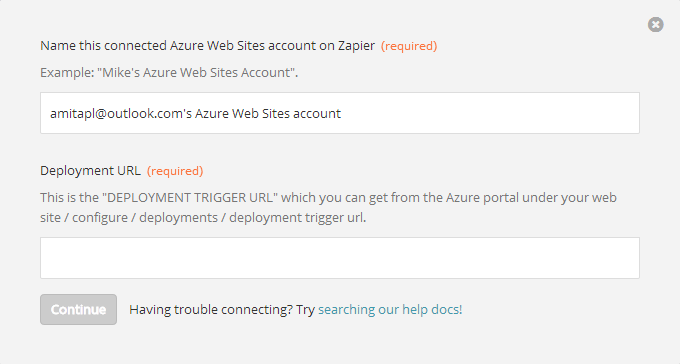 Name this connected Azure Web Sites account on Zapier (required)
Example: "Mike's Azure Web Sites Account".
amitapl@outlook.com's Azure Web Sites account
Deployment URL (required)
This is the "DEPLOYMENT TRIGGER URL" which you can get from the Azure portal under your web
site / configure / deployments / deployment trigger url.
Continue Having trouble connecting? Try searching our help docs!